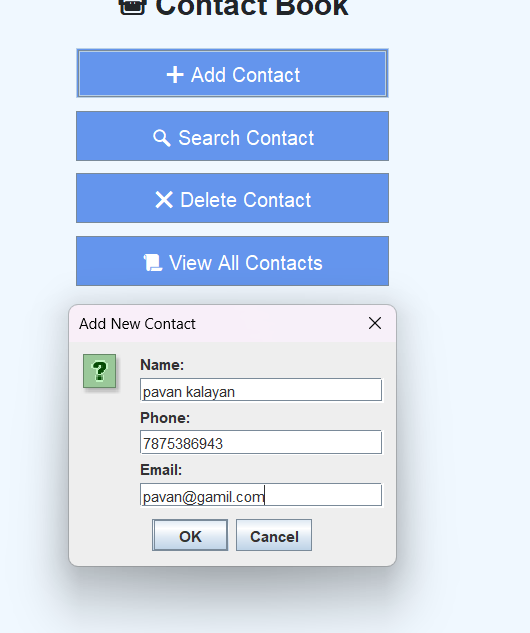 Contact Book
Add Contact
Search Contact
Delete Contact
View All Contacts
Add New Contact
?
Name:
pavan kalayan
Phone:
7875386943
Email:
pavan@gamil.com
OK
Cancel